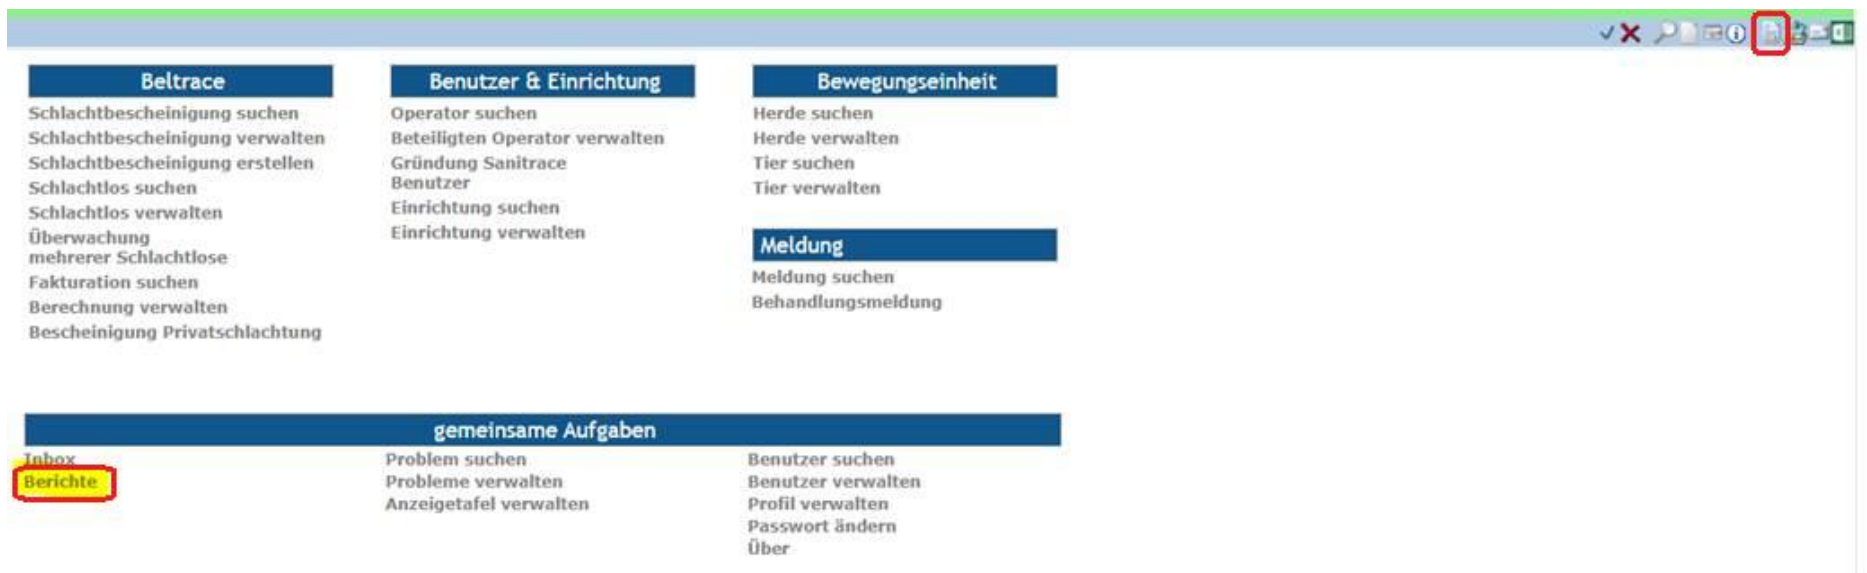 Beltrace
Schlachtbescheinigung suchen
Schlachtbescheinigung verwalten
Schlachtbescheinigung erstellen
Schlachtlos suchen
Schlachtlos verwalten
Überwachung
mehrerer Schlachtlose
Fakturation suchen
Berechnung verwalten
Bescheinigung Privatschlachtung
Benutzer & Einrichtung
Operator suchen
Beteiligten Operator verwalten
Gründung Sanitrace
Benutzer
Einrichtung suchen
Einrichtung verwalten
Bewegungseinheit
Herde suchen
Herde verwalten
Tier suchen
Tier verwalten
Meldung
Meldung suchen
Behandlungsmeldung
gemeinsame Aufgaben
Inbox
Berichte
Problem suchen
Probleme verwalten
Anzeigetafel verwalten
Benutzer suchen
Benutzer verwalten
Profil verwalten
Passwort ändern
Über